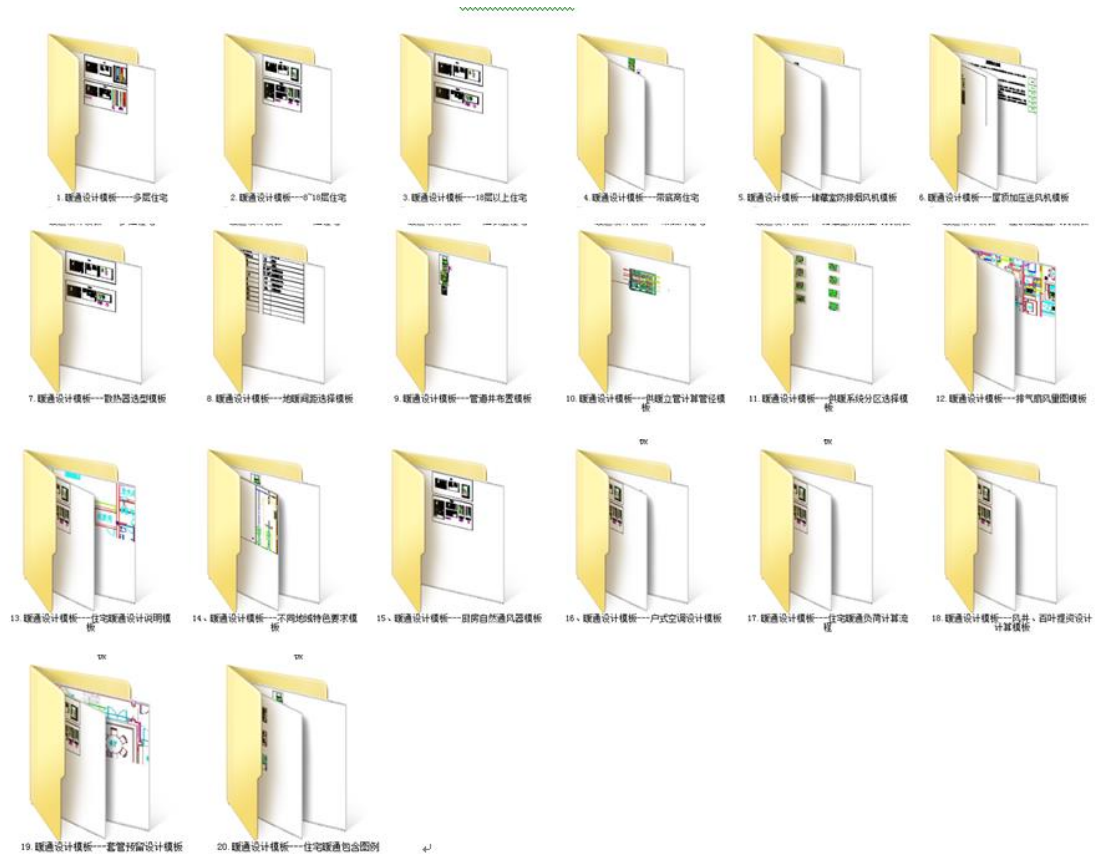 1.暖通设计模板---多层住宅
2.暖通设计模板---8~18层住宅
3.暖通设计模板---18层以上住宅
4.暖通设计模板---带底商住宅
5.暖通设计模板---储藏室防排烟风机模板
6.暖通设计模板---屋顶加压送风机模板
7.暖通设计模板---散热器选型模板
8.暖通设计模板---地暖间距选择模板
9.暖通设计模板---管道井布置模板
10.暖通设计模板---供暖立管计算管径模
板
11.暖通设计模板---供暖系统分区选择模
板
12.暖通设计模板---排气扇风量图模板
13.暖通设计模板---住宅暖通设计说明模
板
14、暖通设计模板---不同地域特色要求模
板
15、暖通设计模板---厨房自然通风器模板
16、暖通设计模板---户式空调设计模板
17.暖通设计模板---住宅暖通负荷计算流
程
18.暖通设计模板---风井、百叶提资设计
计算模板
19.暖通设计模板---套管预留设计模板
20.暖通设计模板---住宅暖通包含图例